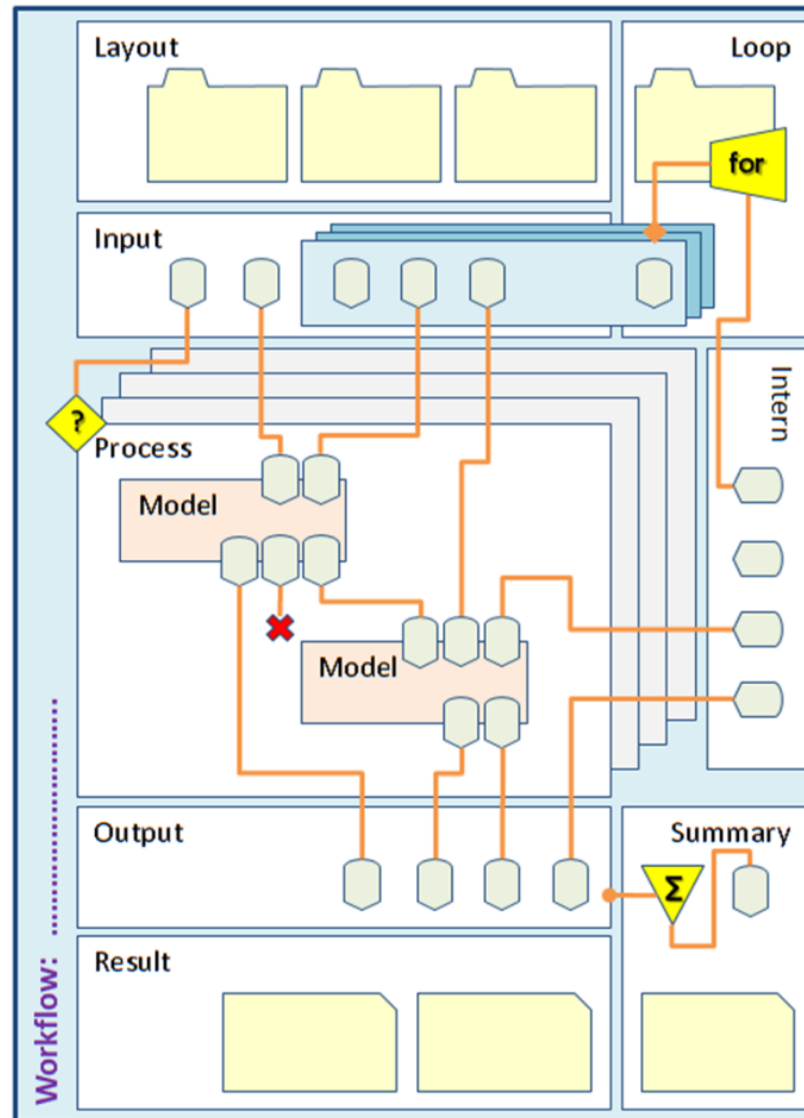 Layout
Loop
for
Input
Intern
?
Process
Model
Model
Output
Summary
Σ
Result
Workflow: ........................